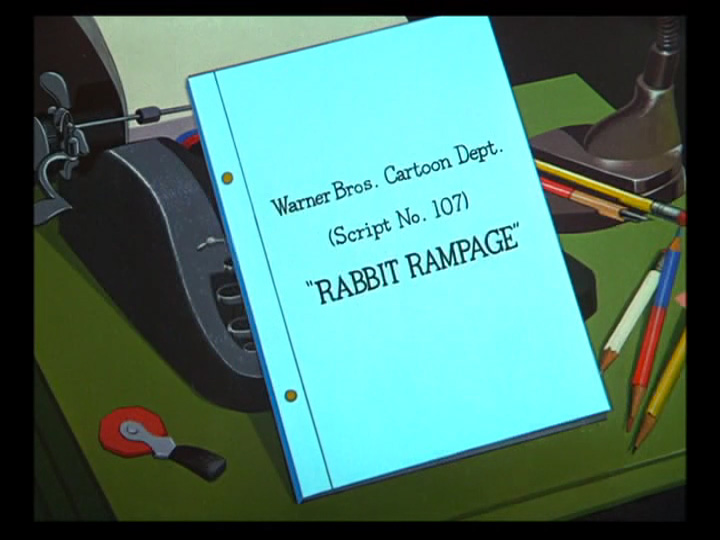 Warner Bros. Cartoon Dept.
(Script No. 107)
"RABBIT RAMPAGE"